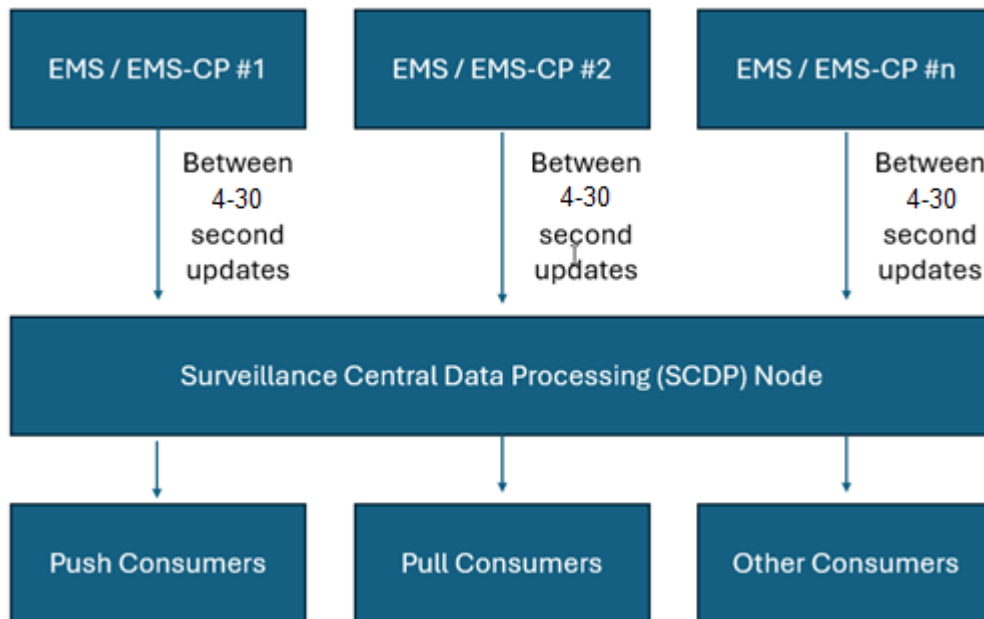 EMS / EMS-CP #1
EMS / EMS-CP #2
EMS / EMS-CP #n
Between
4-30
second
updates
Between
4-30
second
updates
Between
4-30
second
updates
Surveillance Central Data Processing (SCDP) Node
Push Consumers
Pull Consumers
Other Consumers